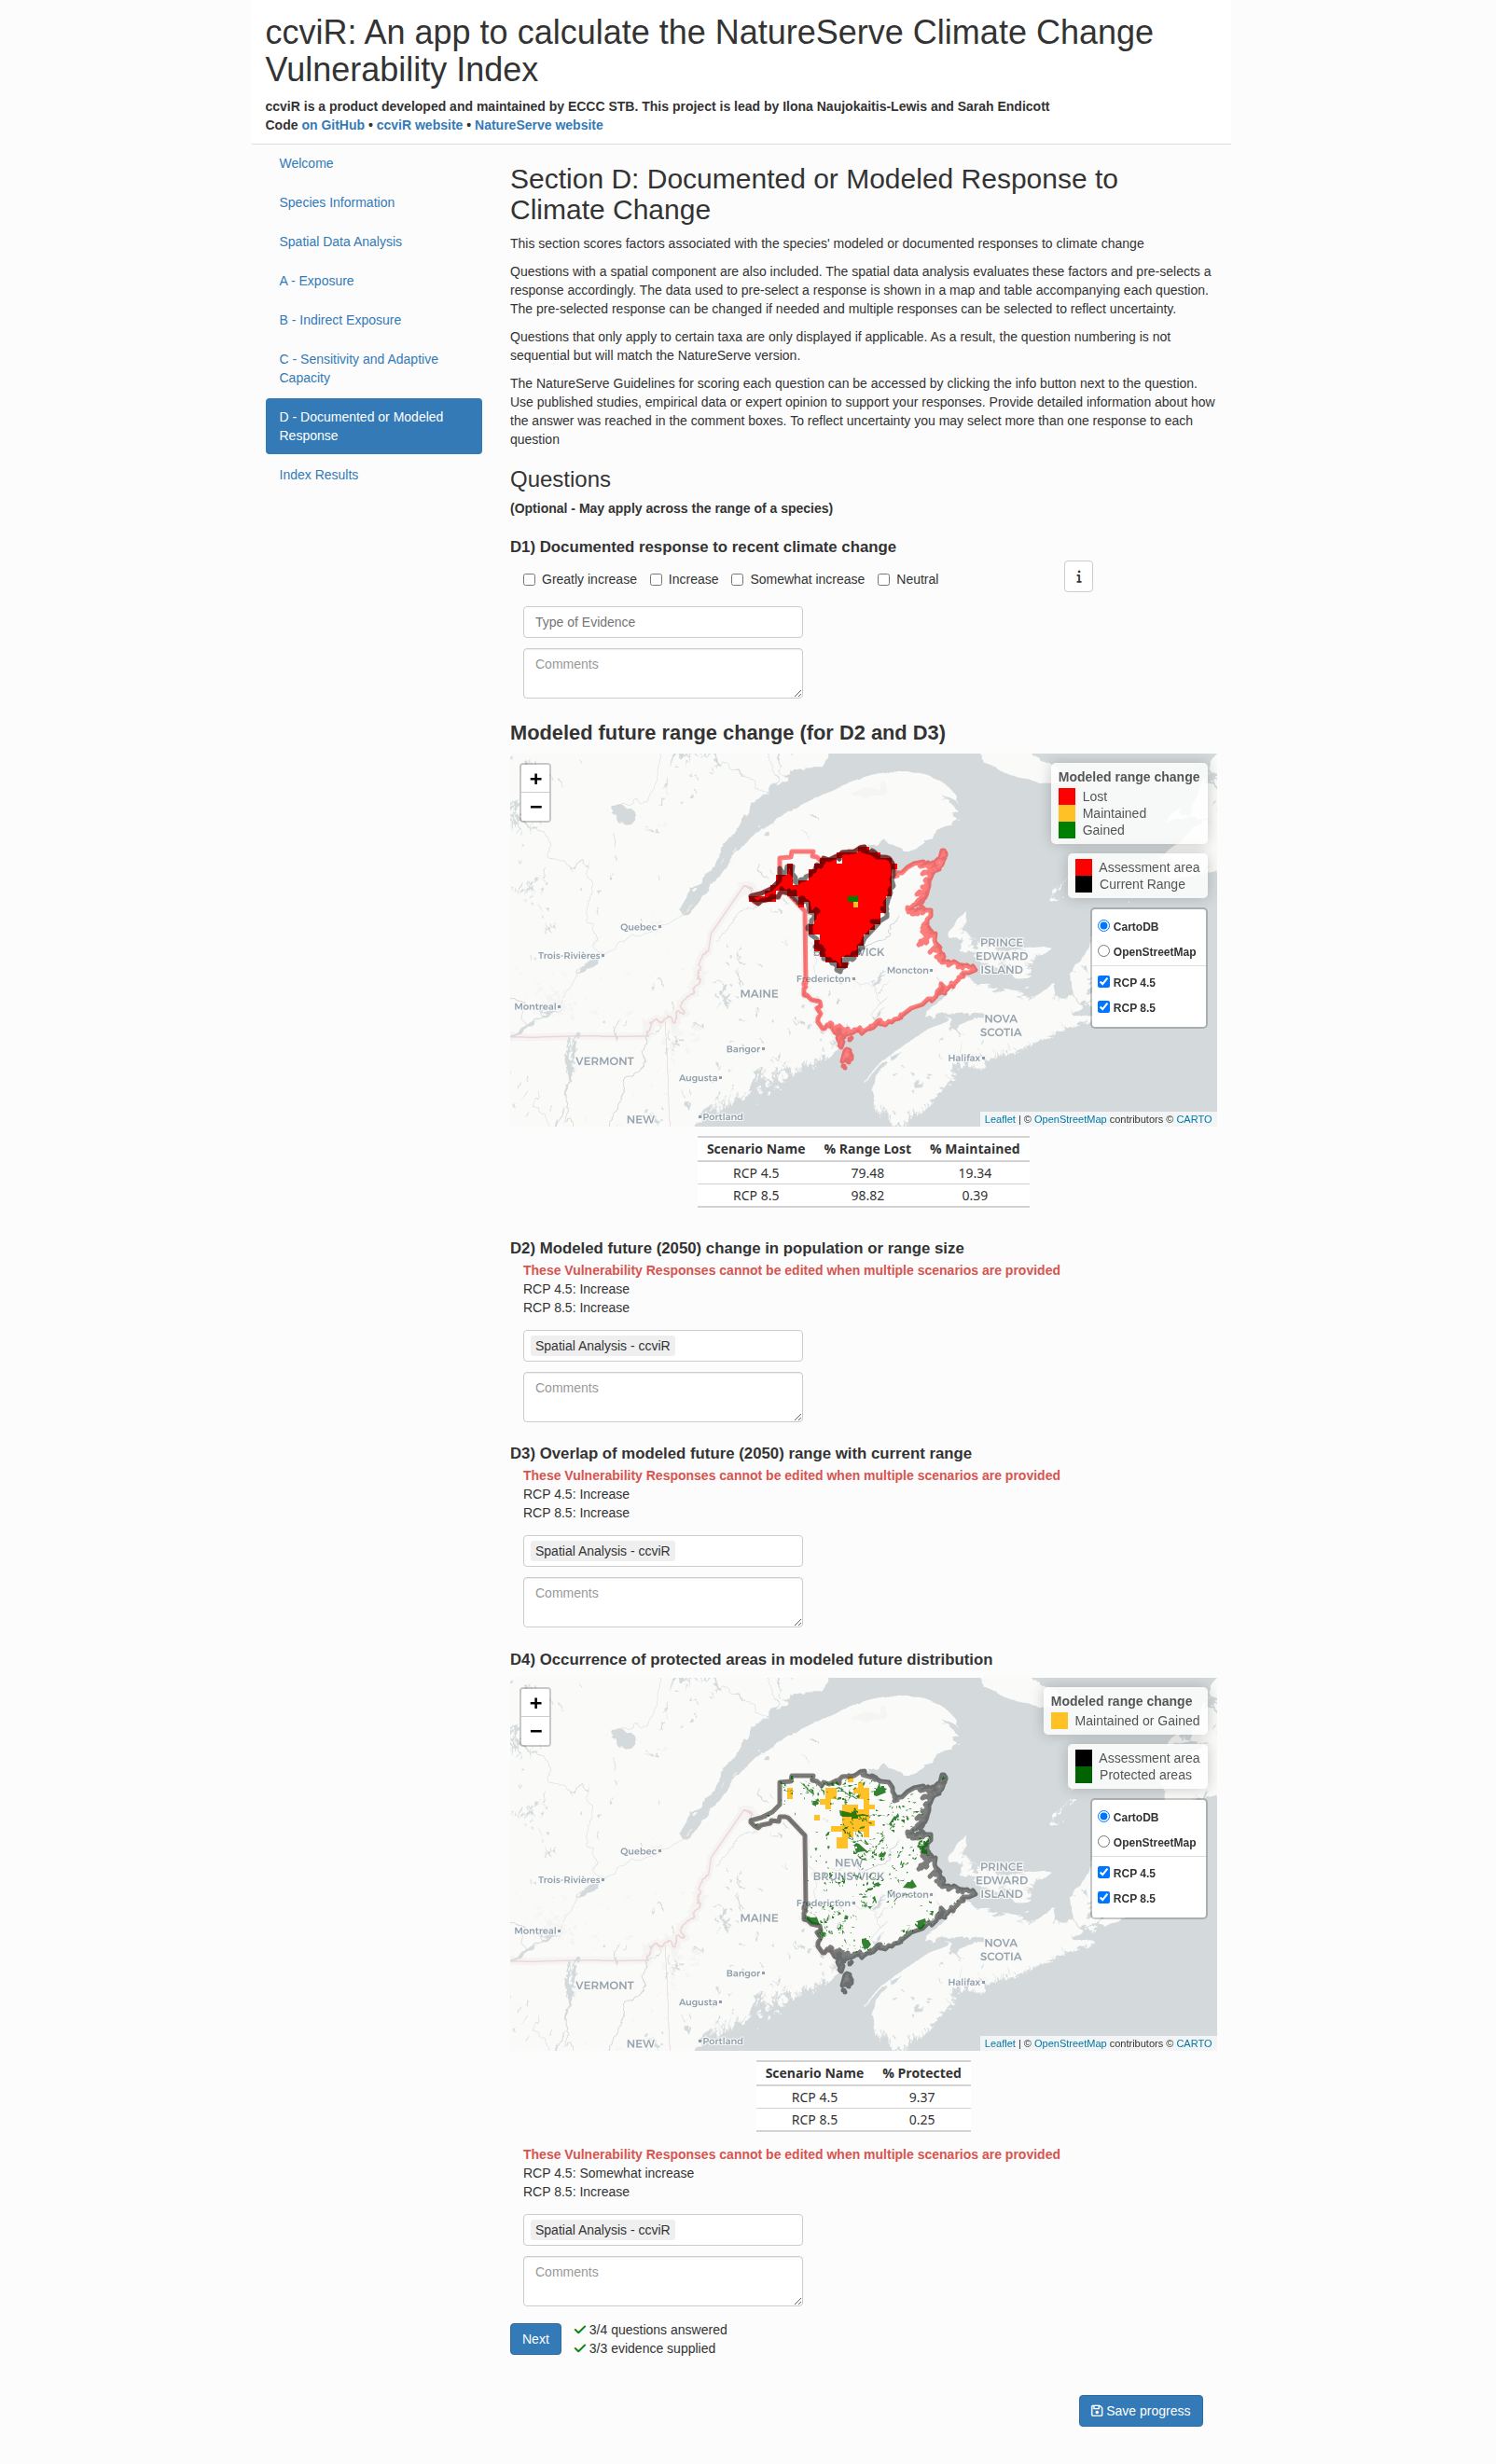 ccviR: An app to calculate the NatureServe Climate Change
Vulnerability Index
ccviR is a product developed and maintained by ECCC STB. This project is lead by Ilona Naujokaitis-Lewis and Sarah Endicott
Code on GitHub • ccviR website • NatureServe website
Welcome
Species Information
Spatial Data Analysis
A - Exposure
B - Indirect Exposure
C - Sensitivity and Adaptive
Capacity
D - Documented or Modeled
Response
Index Results
Section D: Documented or Modeled Response to
Climate Change
This section scores factors associated with the species' modeled or documented responses to climate change
Questions with a spatial component are also included. The spatial data analysis evaluates these factors and pre-selects a
response accordingly. The data used to pre-select a response is shown in a map and table accompanying each question.
The pre-selected response can be changed if needed and multiple responses can be selected to reflect uncertainty.
Questions that only apply to certain taxa are only displayed if applicable. As a result, the question numbering is not
sequential but will match the NatureServe version.
The NatureServe Guidelines for scoring each question can be accessed by clicking the info button next to the question.
Use published studies, empirical data or expert opinion to support your responses. Provide detailed information about how
the answer was reached in the comment boxes. To reflect uncertainty you may select more than one response to each
question
Questions
(Optional - May apply across the range of a species)
D1) Documented response to recent climate change
Greatly increase Increase Somewhat increase Neutral
i
Type of Evidence
Comments
Modeled future range change (for D2 and D3)
+
−
Modeled range change
Lost
Maintained
Gained
Assessment area
Current Range
CartoDB
OpenStreetMap
RCP 4.5
RCP 8.5
Quebec
Trois-Rivières
Montreal
MAINE
Fredericton
Moncton
PRINCE
EDWARD
ISLAND
NOVA
SCOTIA
Halifax
Bangor
VERMONT
Augusta
NEW
Portland
Leaflet | © OpenStreetMap contributors © CARTO
Scenario Name % Range Lost % Maintained
RCP 4.5 79.48 19.34
RCP 8.5 98.82 0.39
D2) Modeled future (2050) change in population or range size
These Vulnerability Responses cannot be edited when multiple scenarios are provided
RCP 4.5: Increase
RCP 8.5: Increase
Spatial Analysis - ccviR
Comments
D3) Overlap of modeled future (2050) range with current range
These Vulnerability Responses cannot be edited when multiple scenarios are provided
RCP 4.5: Increase
RCP 8.5: Increase
Spatial Analysis - ccviR
Comments
D4) Occurrence of protected areas in modeled future distribution
+
−
Modeled range change
Maintained or Gained
Assessment area
Protected areas
CartoDB
OpenStreetMap
RCP 4.5
RCP 8.5
Quebec
Trois-Rivières
Montreal
NEW
BRUNSWICK
MAINE
Fredericton
Moncton
PRINCE
EDWARD
ISLAND
NOVA
SCOTIA
Halifax
Bangor
VERMONT
Augusta
NEW
Portland
Leaflet | © OpenStreetMap contributors © CARTO
Scenario Name % Protected
RCP 4.5 9.37
RCP 8.5 0.25
These Vulnerability Responses cannot be edited when multiple scenarios are provided
RCP 4.5: Somewhat increase
RCP 8.5: Increase
Spatial Analysis - ccviR
Comments
Next
3/4 questions answered
3/3 evidence supplied
Save progress